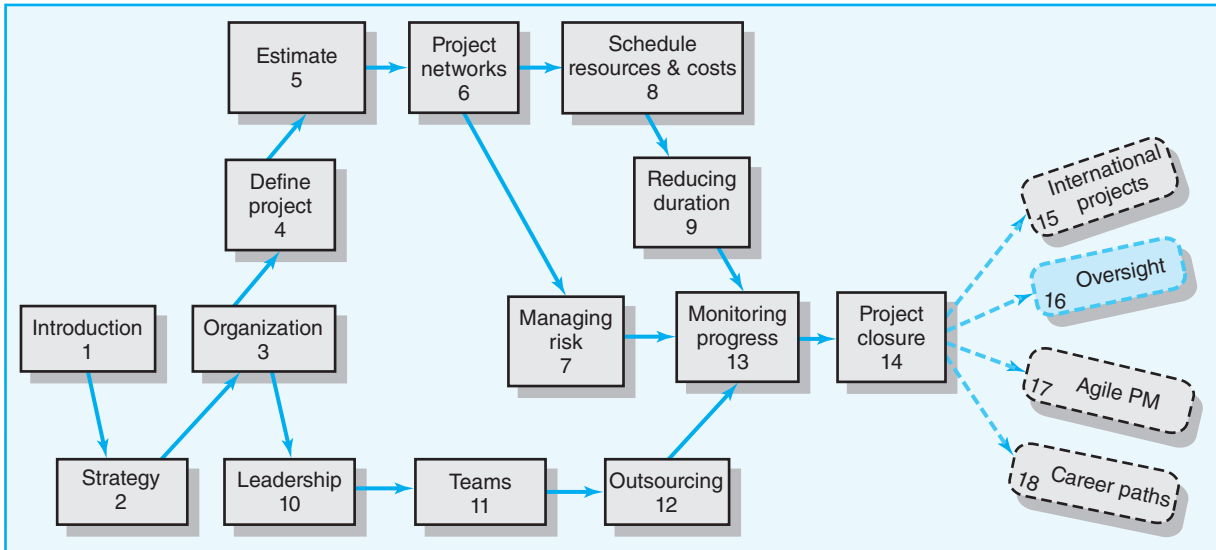 Introduction
1
Strategy
2
Organization
3
Define
project
4
Estimate
5
Project
networks
6
Managing
risk
7
Schedule
resources & costs
8
Reducing
duration
9
Leadership
10
Teams
11
Outsourcing
12
Monitoring
progress
13
Project
closure
14
International
projects
15
Oversight
16
Agile PM
17
Career paths
18